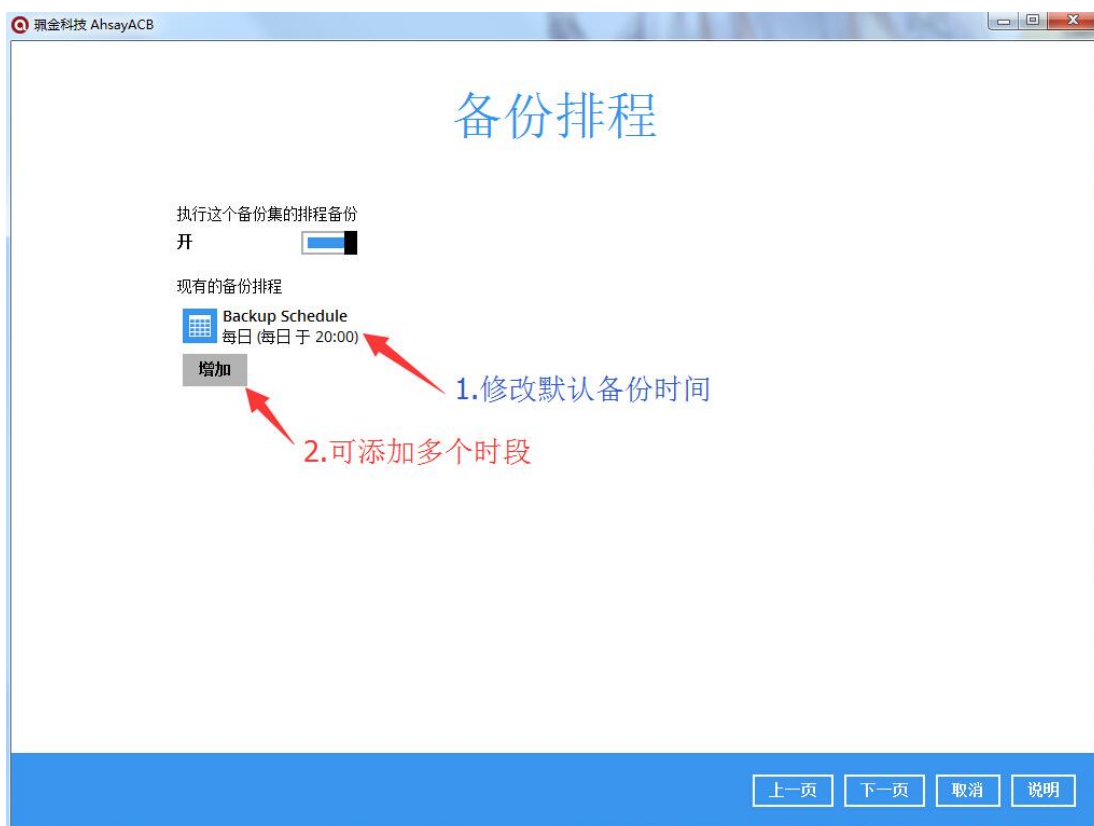 珮金科技 AhsayACB
备份排程
执行这个备份集的排程备份
开
现有的备份排程
Backup Schedule
每日 (每日 于 20:00)
增加
1.修改默认备份时间
2.可添加多个时段
上一页 下一页 取消 说明